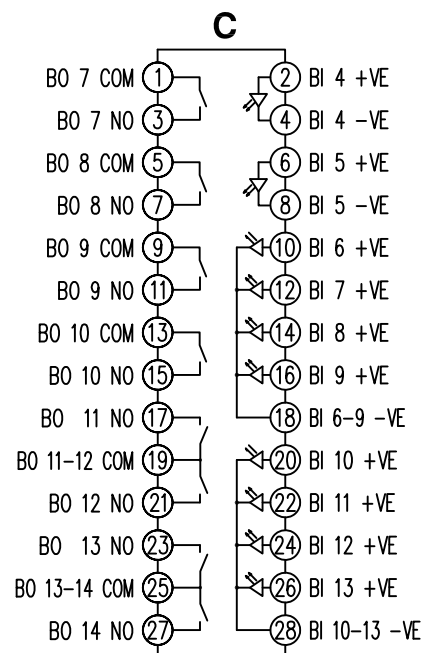 C
BO 7 COM 1 2 BI 4 +VE
BO 7 NO 3 4 BI 4 -VE
BO 8 COM 5 6 BI 5 +VE
BO 8 NO 7 8 BI 5 -VE
BO 9 COM 9 10 BI 6 +VE
BO 9 NO 11 12 BI 7 +VE
BO 10 COM 13 14 BI 8 +VE
BO 10 NO 15 16 BI 9 +VE
BO 11 NO 17 18 BI 6-9 -VE
BO 11-12 COM 19 20 BI 10 +VE
BO 12 NO 21 22 BI 11 +VE
BO 13 NO 23 24 BI 12 +VE
BO 13-14 COM 25 26 BI 13 +VE
BO 14 NO 27 28 BI 10-13 -VE